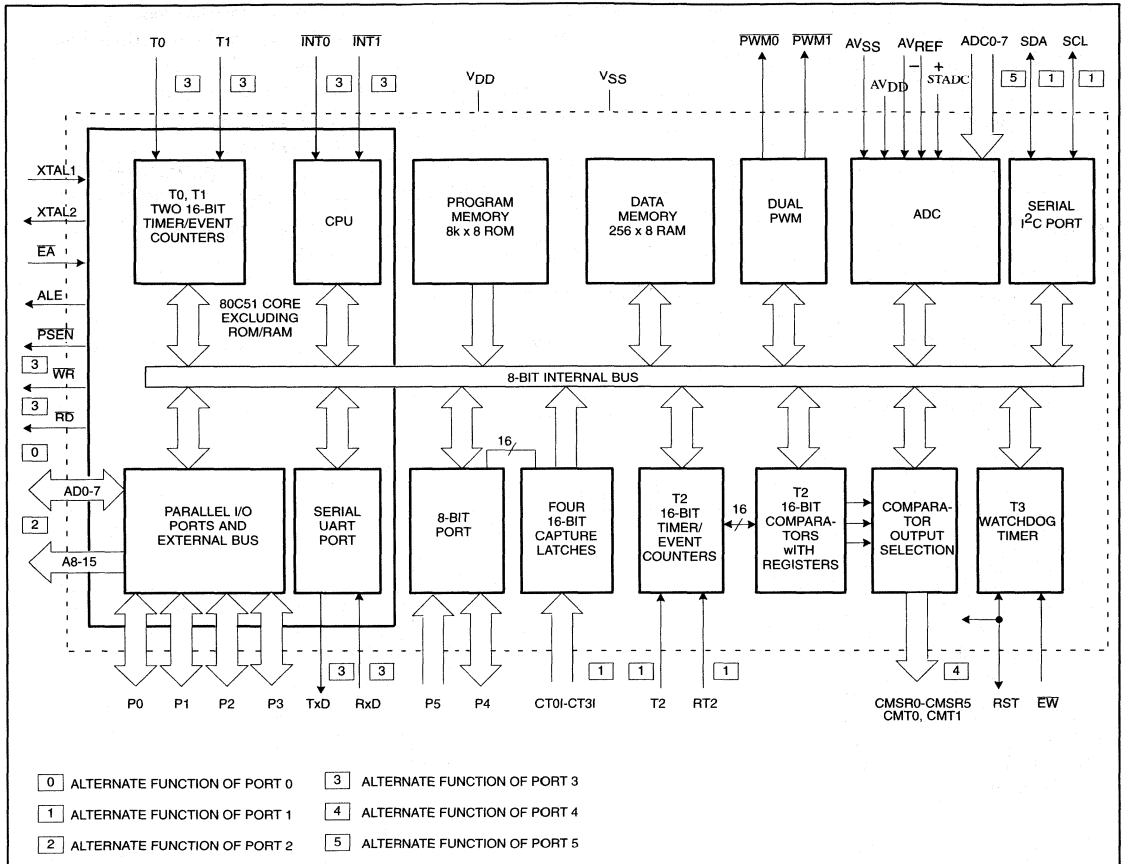 T0 T1 INT0 INT1 PWM0 PWM1 AVSS AVREF ADC0-7 SDA SCL
3 3 3 3 VDD VSS AVDD − + STADC 5 1 1
XTAL1
XTAL2
EA
ALE
PSEN
3 WR
3 RD
0
AD0-7
2
A8-15
T0, T1
TWO 16-BIT
TIMER/EVENT
COUNTERS
CPU
PROGRAM
MEMORY
8k x 8 ROM
DATA
MEMORY
256 x 8 RAM
DUAL
PWM
ADC
SERIAL
I2C PORT
80C51 CORE
EXCLUDING
ROM/RAM
8-BIT INTERNAL BUS
PARALLEL I/O
PORTS AND
EXTERNAL BUS
SERIAL
UART
PORT
8-BIT
PORT
16
FOUR
16-BIT
CAPTURE
LATCHES
T2
16-BIT
TIMER/
EVENT
COUNTERS
16
T2
16-BIT
COMPARA-
TORS
wITH
REGISTERS
COMPARA-
TOR
OUTPUT
SELECTION
T3
WATCHDOG
TIMER
3 3 1 1 1 4
P0 P1 P2 P3 TxD RxD P5 P4 CT0I-CT3I T2 RT2 CMSR0-CMSR5 RST EW
CMT0, CMT1
0 ALTERNATE FUNCTION OF PORT 0
1 ALTERNATE FUNCTION OF PORT 1
2 ALTERNATE FUNCTION OF PORT 2
3 ALTERNATE FUNCTION OF PORT 3
4 ALTERNATE FUNCTION OF PORT 4
5 ALTERNATE FUNCTION OF PORT 5